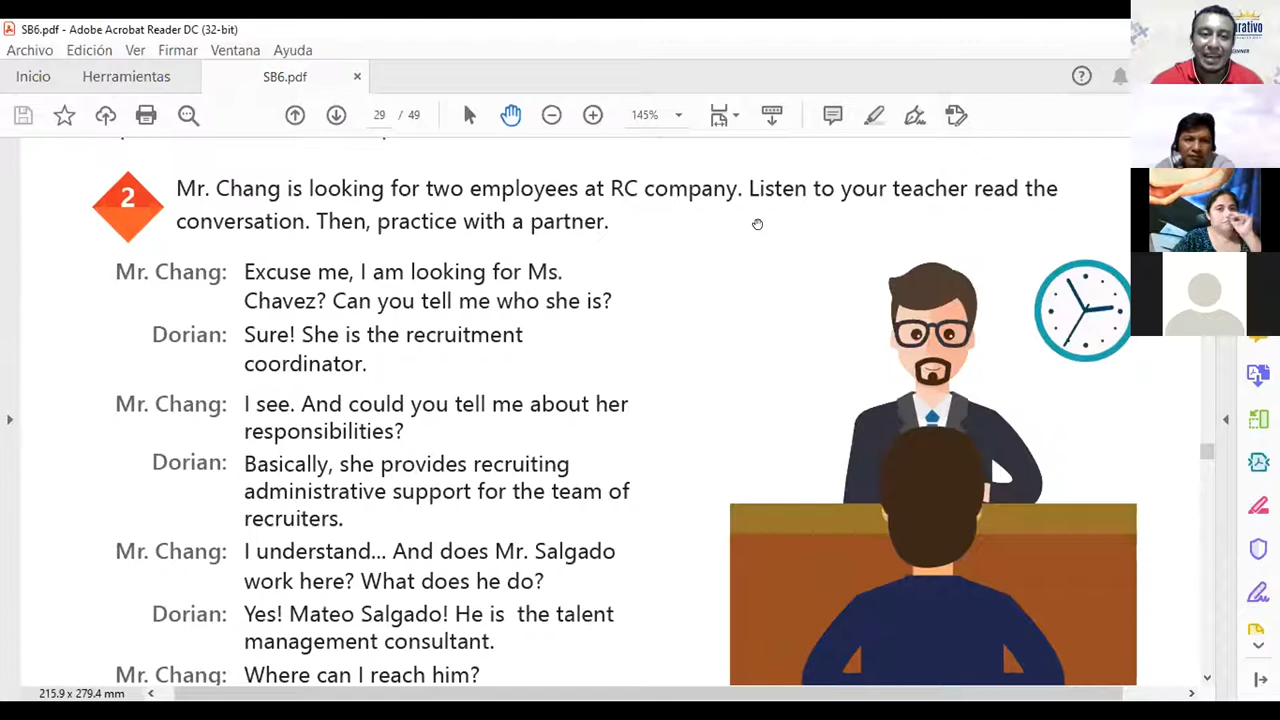 SB6.pdf - Adobe Acrobat Reader DC (32-bit)
Archivo Edición Ver Firmar Ventana Ayuda
Inicio Herramientas SB6.pdf
29 / 49 145%
2
Mr. Chang is looking for two employees at RC company. Listen to your teacher read the
conversation. Then, practice with a partner.
Mr. Chang: Excuse me, I am looking for Ms.
Chavez? Can you tell me who she is?
Dorian: Sure! She is the recruitment
coordinator.
Mr. Chang: I see. And could you tell me about her
responsibilities?
Dorian: Basically, she provides recruiting
administrative support for the team of
recruiters.
Mr. Chang: I understand... And does Mr. Salgado
work here? What does he do?
Dorian: Yes! Mateo Salgado! He is the talent
management consultant.
Mr. Chang: Where can I reach him?
215.9 x 279.4 mm